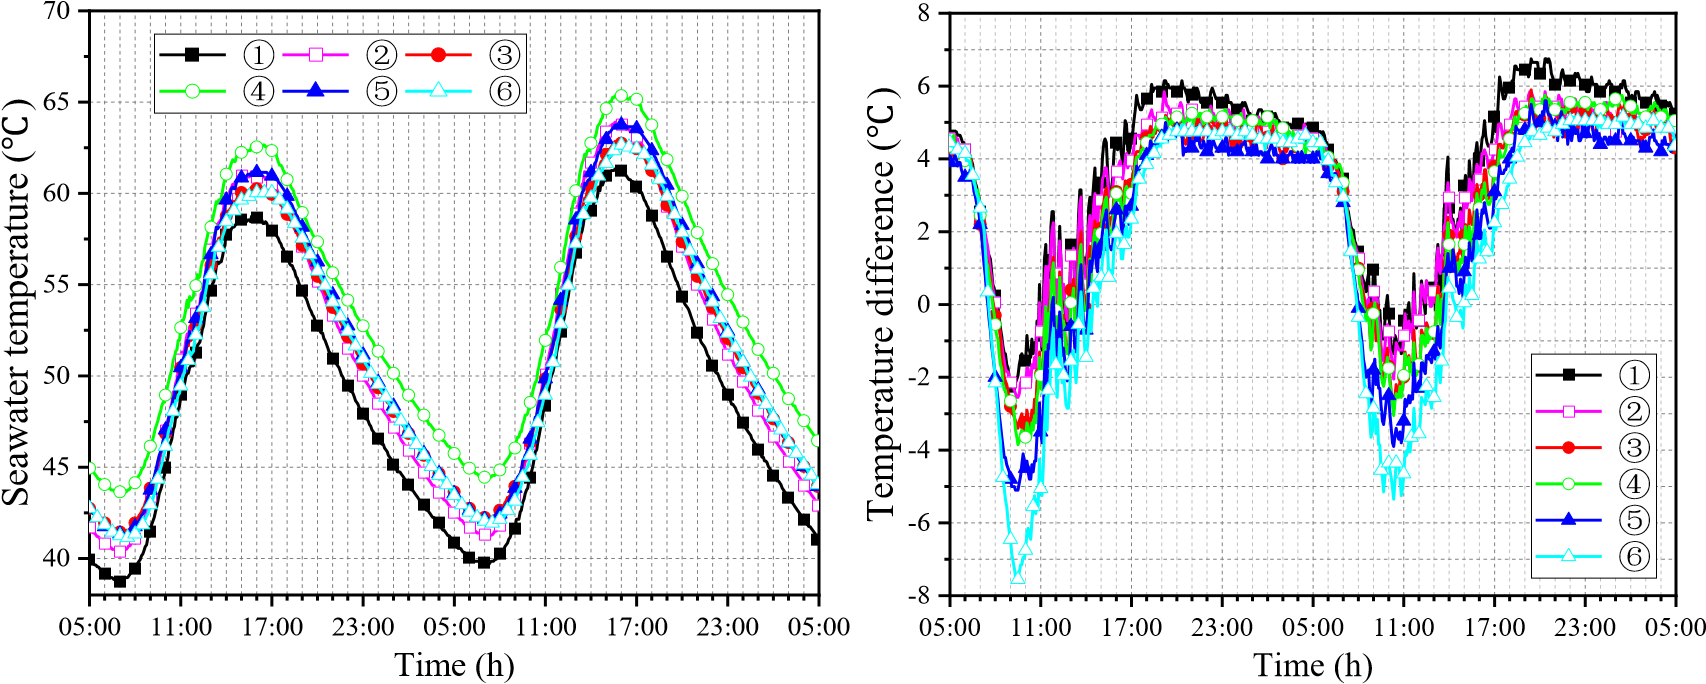 Seawater temperature (°C)
70
65
60
55
50
45
40
① ② ③
④ ⑤ ⑥
05:00 11:00 17:00 23:00 05:00 11:00 17:00 23:00 05:00
Time (h)
Temperature difference (°C)
8
6
4
2
0
-2
-4
-6
-8
①
②
③
④
⑤
⑥
05:00 11:00 17:00 23:00 05:00 11:00 17:00 23:00 05:00
Time (h)